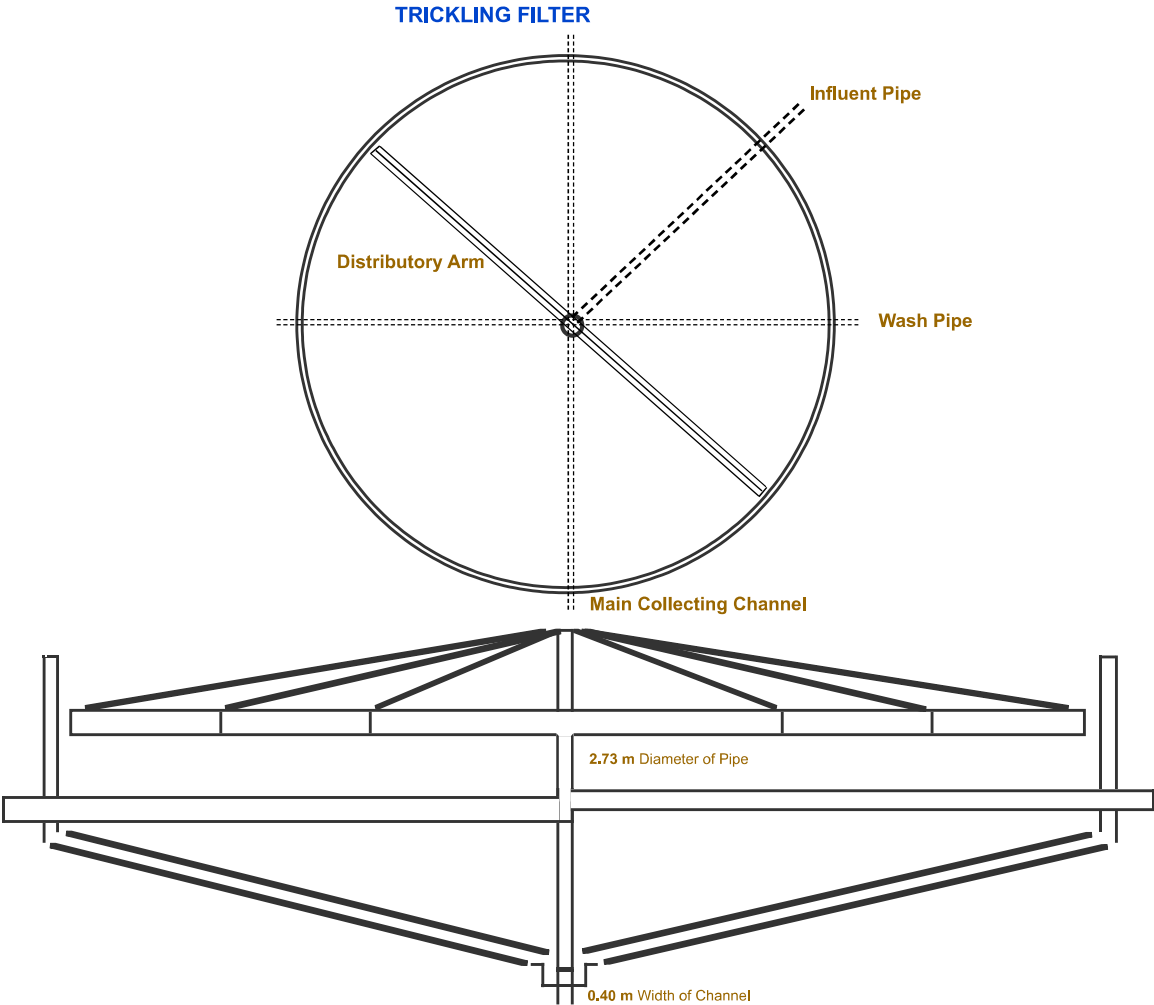 TRICKLING FILTER
Influent Pipe
Distributory Arm
Wash Pipe
Main Collecting Channel
2.73 m Diameter of Pipe
0.40 m Width of Channel